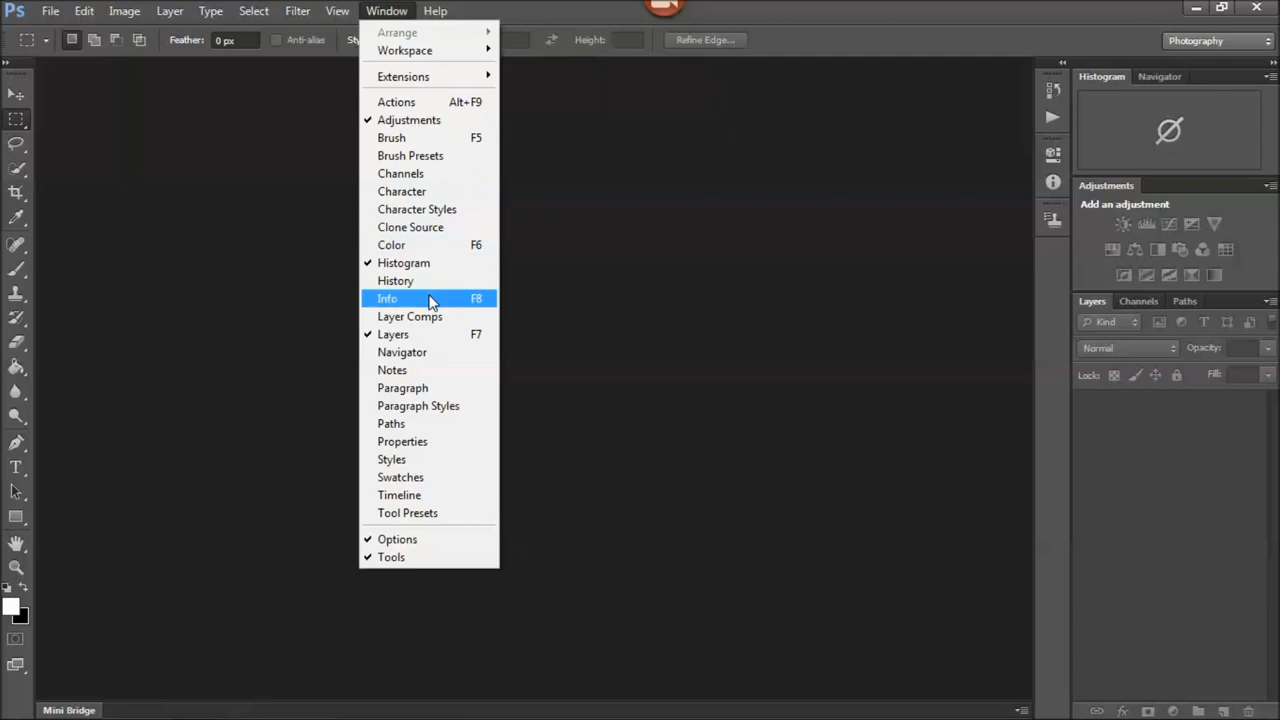 Ps File Edit Image Layer Type Select Filter View Window Help
Feather: 0 px Anti-alias Height: Refine Edge... Photography
Arrange
Workspace
Extensions
Actions Alt+F9
Adjustments
Brush F5
Brush Presets
Channels
Character
Character Styles
Clone Source
Color F6
Histogram
History
Info F8
Layer Comps
Layers F7
Navigator
Notes
Paragraph
Paragraph Styles
Paths
Properties
Styles
Swatches
Timeline
Tool Presets
Options
Tools
Histogram Navigator
Adjustments
Add an adjustment
Layers Channels Paths
Kind
Normal Opacity:
Lock: Fill:
Mini Bridge